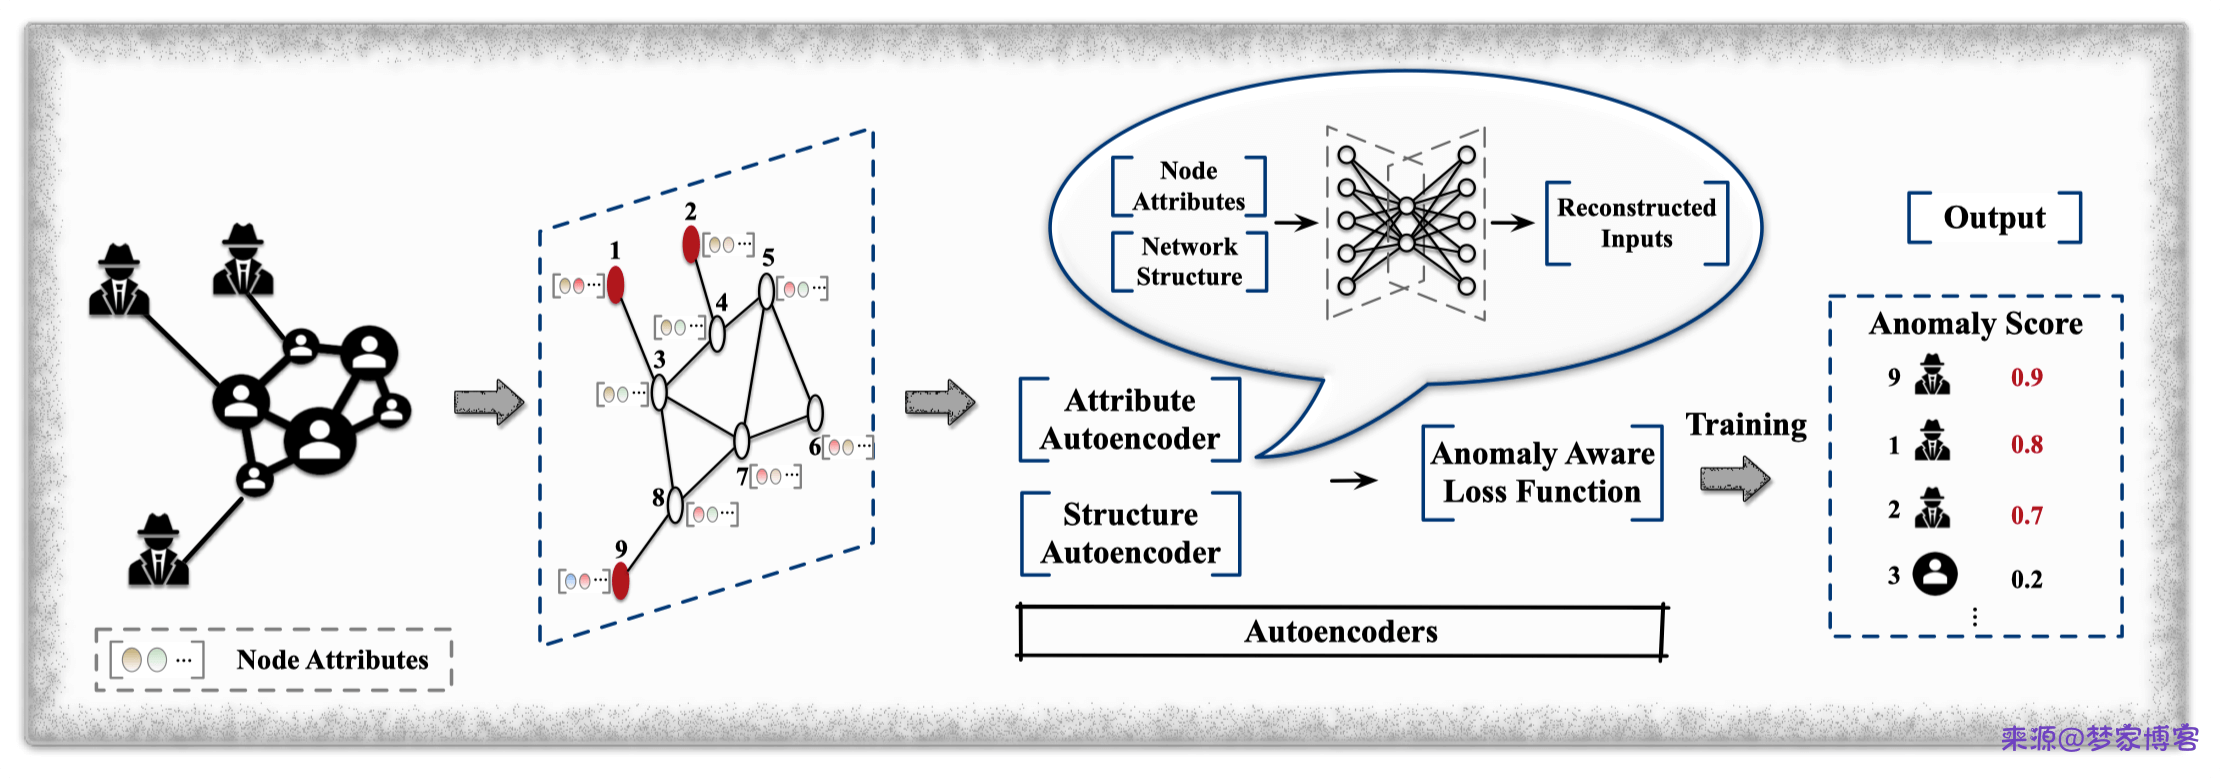 Node Attributes
1
2
3
4
5
6
7
8
9
Node
Attributes
Network
Structure
Reconstructed
Inputs
Attribute
Autoencoder
Structure
Autoencoder
Anomaly Aware
Loss Function
Autoencoders
Training
Output
Anomaly Score
9 0.9
1 0.8
2 0.7
3 0.2
来源@梦家博客